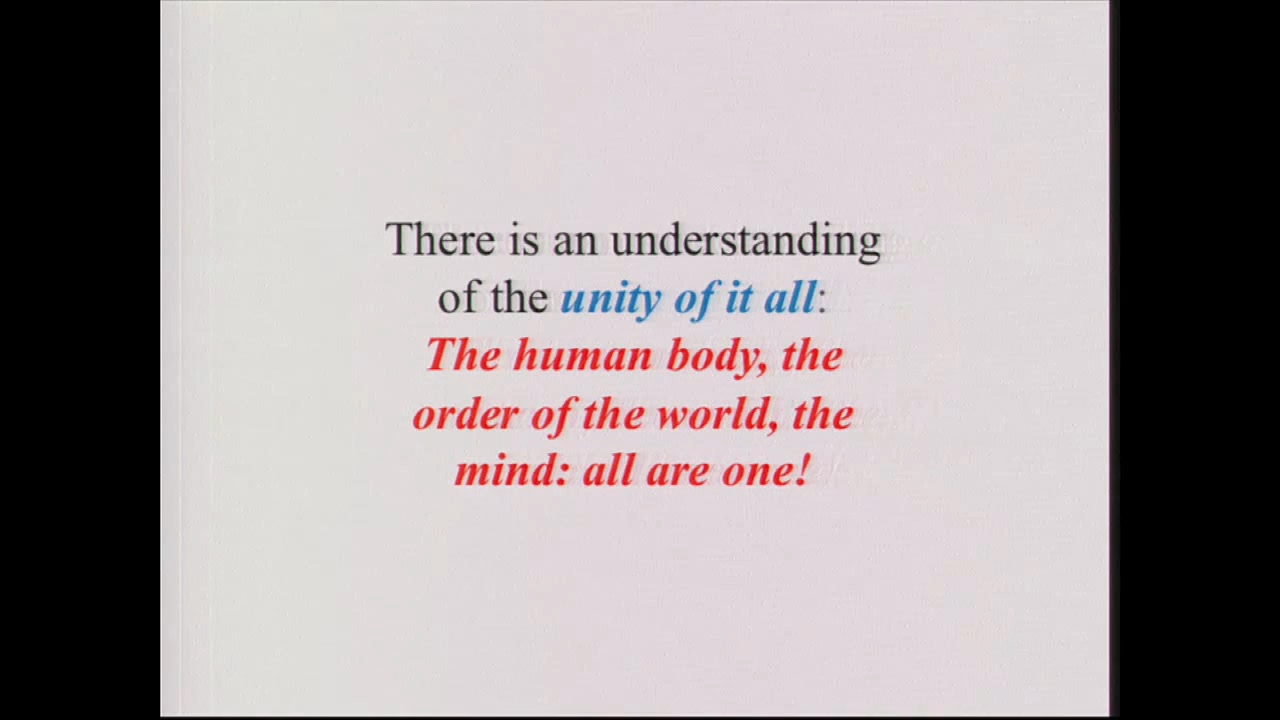 There is an understanding
of the unity of it all:
The human body, the
order of the world, the
mind: all are one!